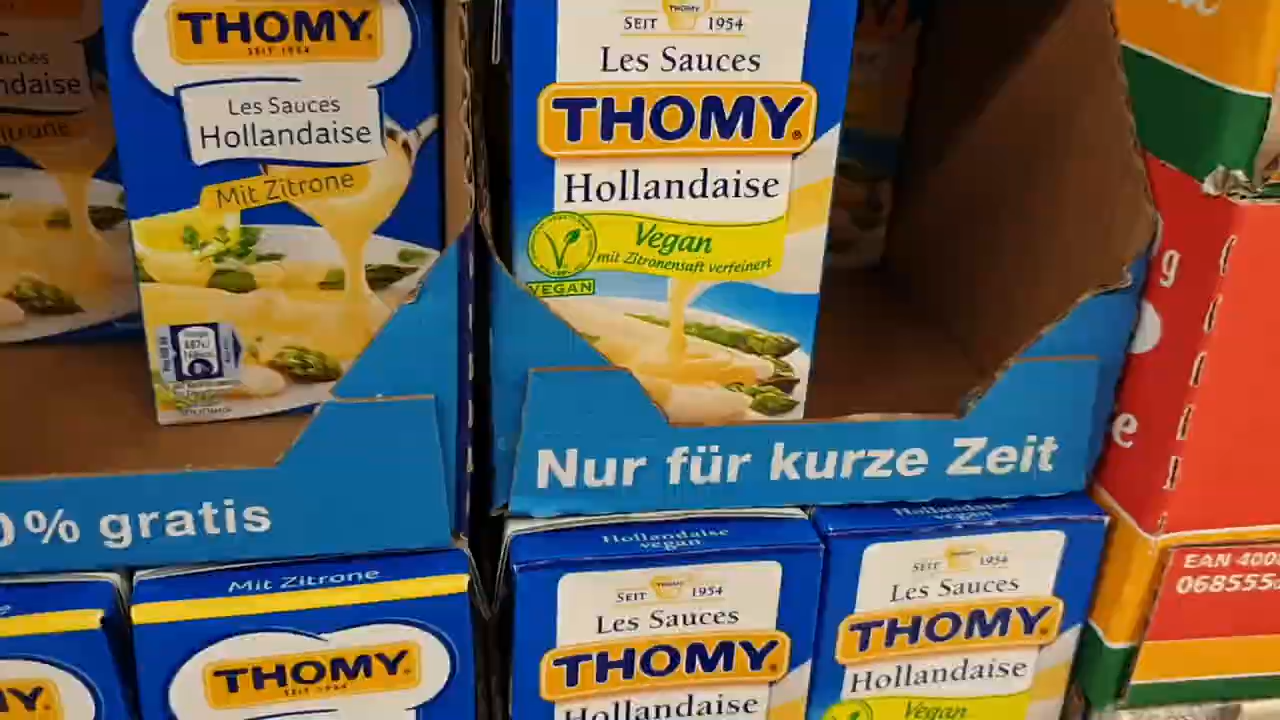 THOMY
SEIT 1954
Les Sauces
Hollandaise
Mit Zitrone
SEIT 1954
Les Sauces
THOMY
Hollandaise
Vegan
mit Zitronensaft verfeinert
VEGAN
Nur für kurze Zeit
0% gratis
Mit Zitrone
THOMY
SEIT 1954
Hollandaise
vegan
SEIT THOMY 1954
Les Sauces
THOMY
Hollandaise
Hollandaise
vegan
SEIT 1954
Les Sauces
THOMY
Hollandaise
Vegan
g
e
EAN 400
068555